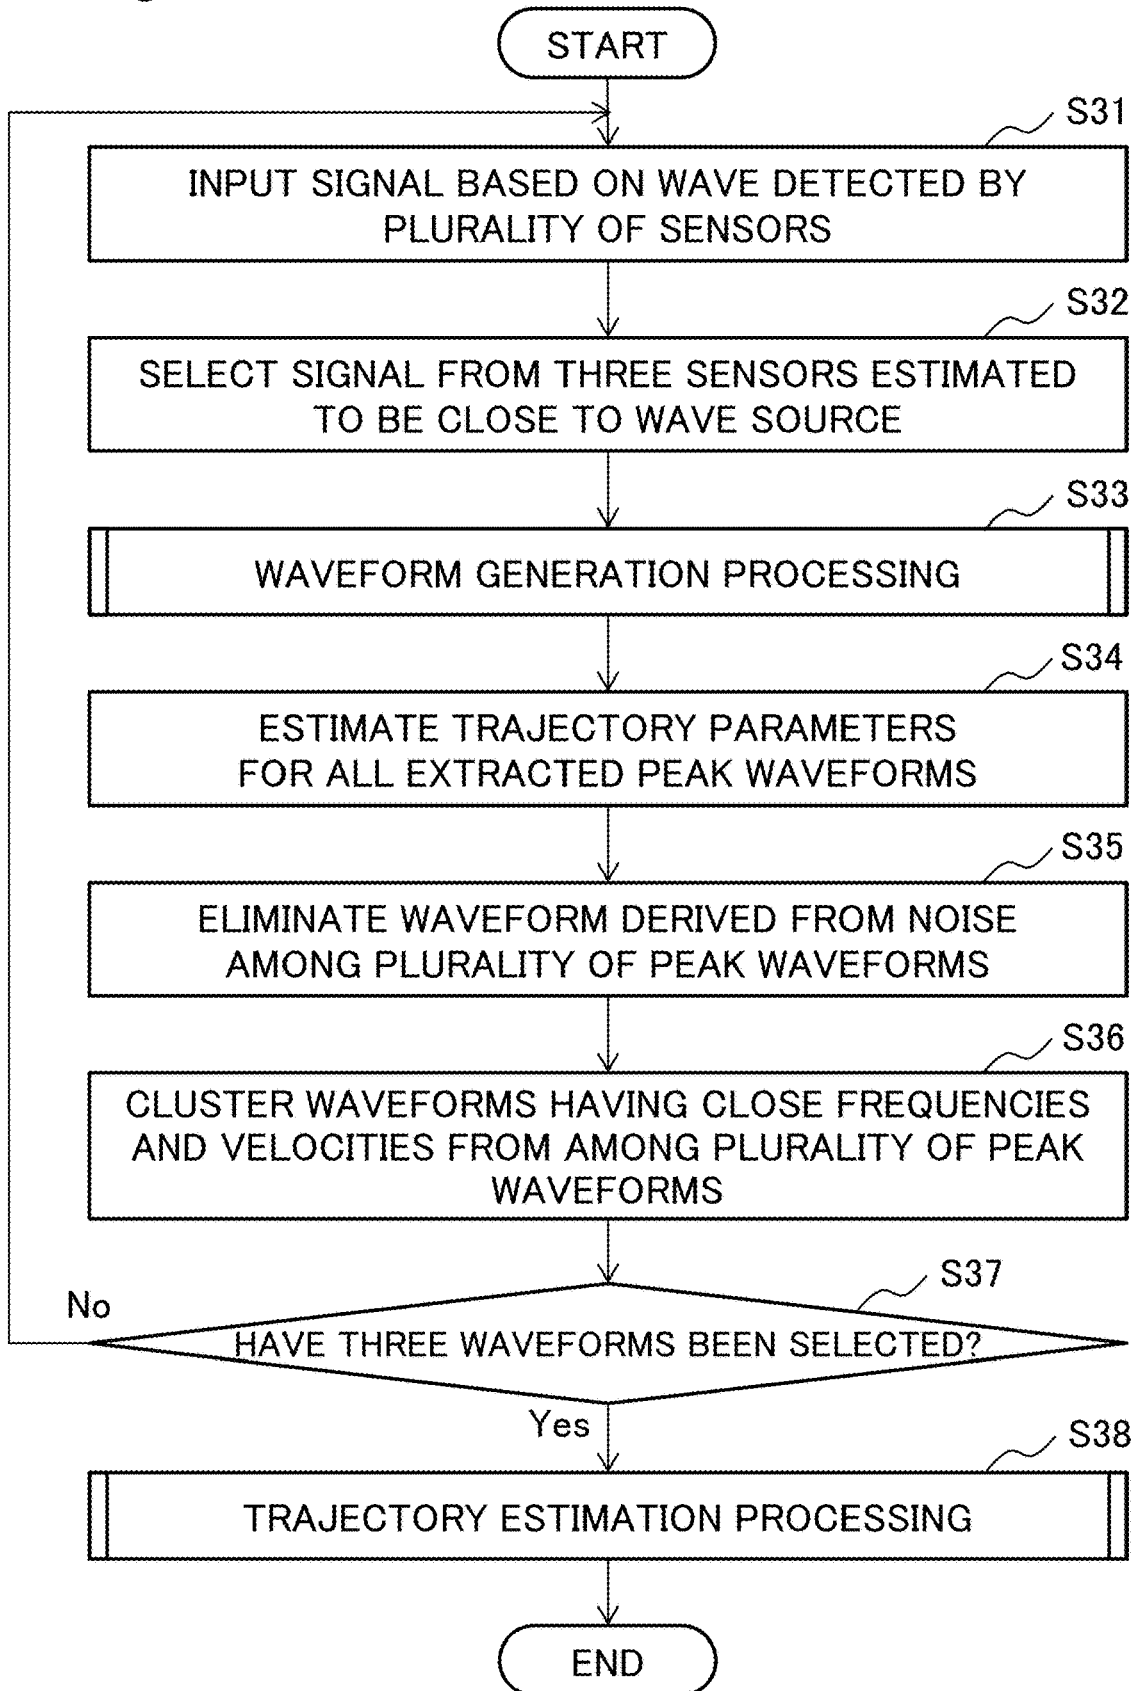 START
S31
INPUT SIGNAL BASED ON WAVE DETECTED BY
PLURALITY OF SENSORS
S32
SELECT SIGNAL FROM THREE SENSORS ESTIMATED
TO BE CLOSE TO WAVE SOURCE
S33
WAVEFORM GENERATION PROCESSING
S34
ESTIMATE TRAJECTORY PARAMETERS
FOR ALL EXTRACTED PEAK WAVEFORMS
S35
ELIMINATE WAVEFORM DERIVED FROM NOISE
AMONG PLURALITY OF PEAK WAVEFORMS
S36
CLUSTER WAVEFORMS HAVING CLOSE FREQUENCIES
AND VELOCITIES FROM AMONG PLURALITY OF PEAK
WAVEFORMS
S37
No
HAVE THREE WAVEFORMS BEEN SELECTED?
Yes
S38
TRAJECTORY ESTIMATION PROCESSING
END